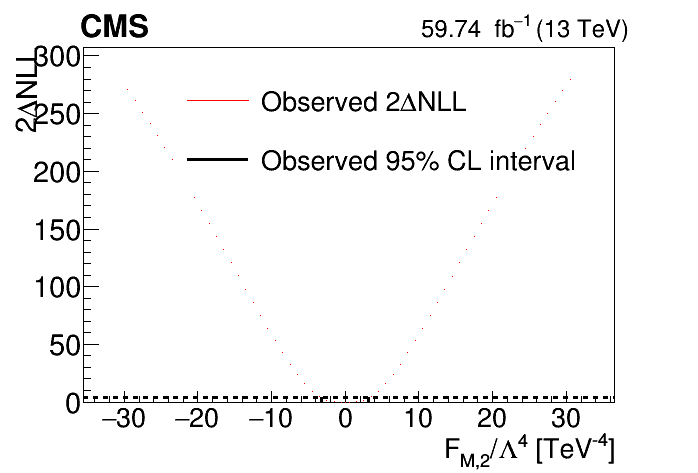 CMS
59.74 fb⁻¹ (13 TeV)
2ΔNLL
300
250
200
150
100
50
0
Observed 2ΔNLL
Observed 95% CL interval
−30 −20 −10 0 10 20 30
F_M,2/Λ⁴ [TeV⁻⁴]